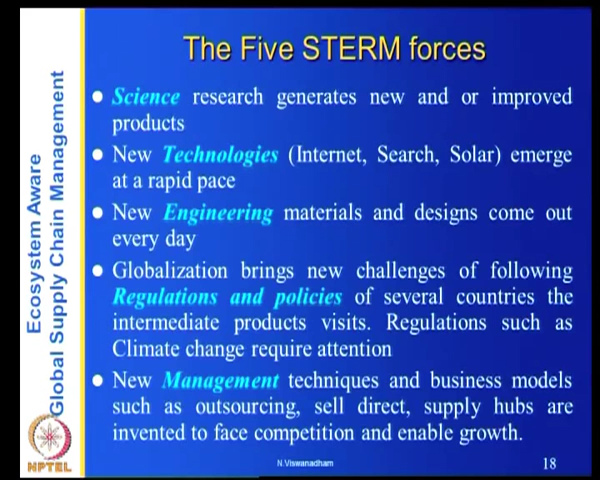 The Five STERM forces
Science research generates new and or improved
products
New Technologies (Internet, Search, Solar) emerge
at a rapid pace
New Engineering materials and designs come out
every day
Globalization brings new challenges of following
Regulations and policies of several countries the
intermediate products visits. Regulations such as
Climate change require attention
New Management techniques and business models
such as outsourcing, sell direct, supply hubs are
invented to face competition and enable growth.
Ecosystem Aware
Global Supply Chain Management
NPTEL
N.Viswanadham
18